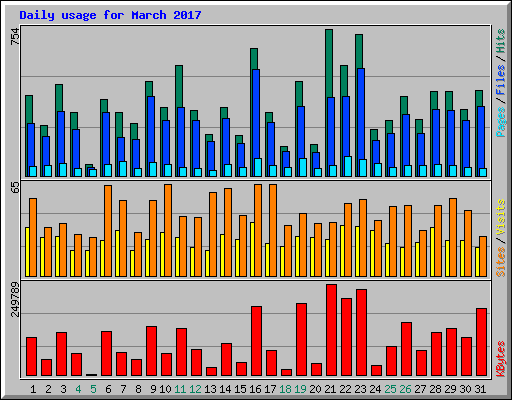 Daily usage for March 2017
754
Pages/Files/Hits
65
Sites/Visits
249789
KBytes
1 2 3 4 5 6 7 8 9 10 11 12 13 14 15 16 17 18 19 20 21 22 23 24 25 26 27 28 29 30 31